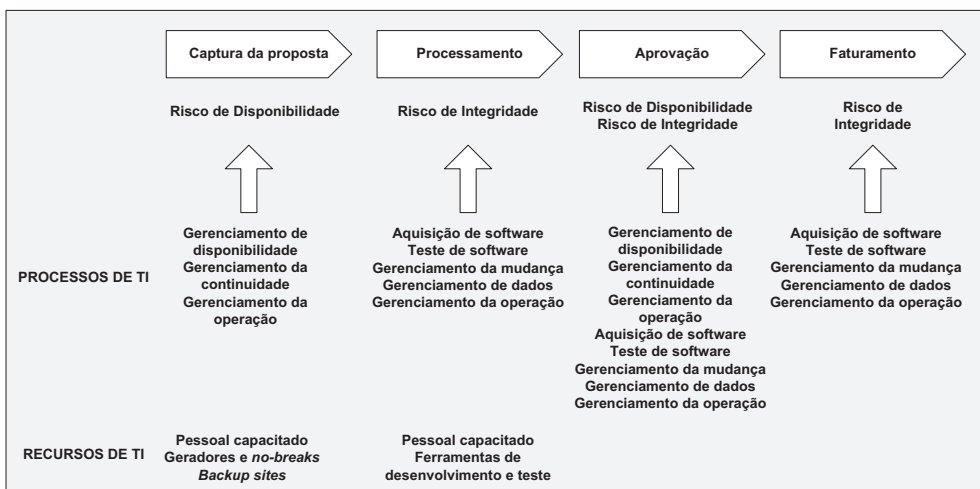 Captura da proposta
Processamento
Aprovação
Faturamento
Risco de Disponibilidade
Risco de Integridade
Risco de Disponibilidade
Risco de Integridade
Risco de
Integridade
PROCESSOS DE TI
Gerenciamento de
disponibilidade
Gerenciamento da
continuidade
Gerenciamento da
operação
Aquisição de software
Teste de software
Gerenciamento da mudança
Gerenciamento de dados
Gerenciamento da operação
Gerenciamento de
disponibilidade
Gerenciamento da
continuidade
Gerenciamento da
operação
Aquisição de software
Teste de software
Gerenciamento da mudança
Gerenciamento de dados
Gerenciamento da operação
Aquisição de software
Teste de software
Gerenciamento da mudança
Gerenciamento de dados
Gerenciamento da operação
RECURSOS DE TI
Pessoal capacitado
Geradores e no-breaks
Backup sites
Pessoal capacitado
Ferramentas de
desenvolvimento e teste